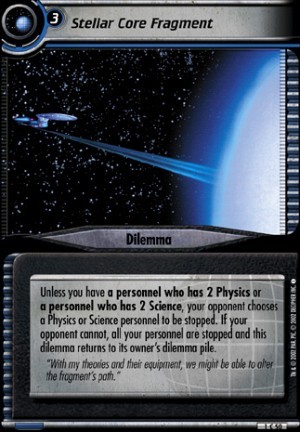 3
Stellar Core Fragment
Dilemma
Unless you have a personnel who has 2 Physics or
a personnel who has 2 Science, your opponent chooses
a Physics or Science personnel to be stopped. If your
opponent cannot, all your personnel are stopped and this
dilemma returns to its owner's dilemma pile.
"With my theories and their equipment, we might be able to alter
the fragment's path."
1 C 50